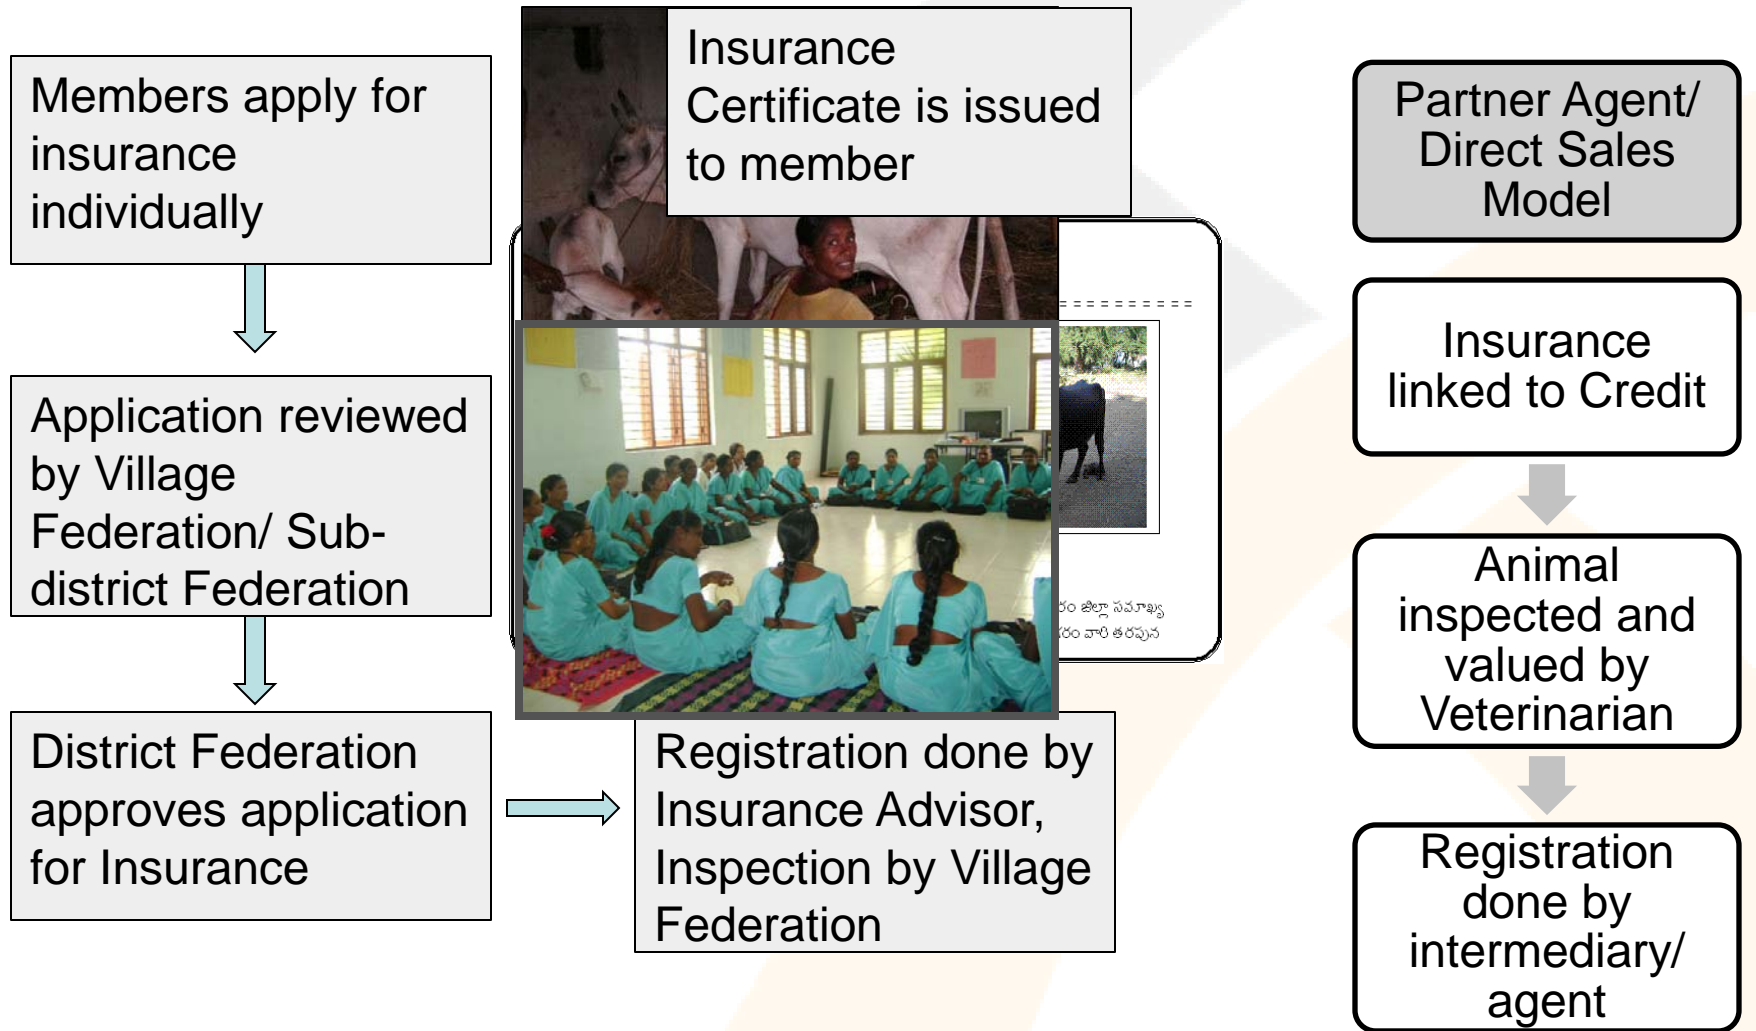 Members apply for
insurance
individually
Application reviewed
by Village
Federation/ Sub-
district Federation
District Federation
approves application
for Insurance
Insurance
Certificate is issued
to member
= = = = = = = = = =
జిల్లా సమాఖ్య
వారి తరపున
Registration done by
Insurance Advisor,
Inspection by Village
Federation
Partner Agent/
Direct Sales
Model
Insurance
linked to Credit
Animal
inspected and
valued by
Veterinarian
Registration
done by
intermediary/
agent